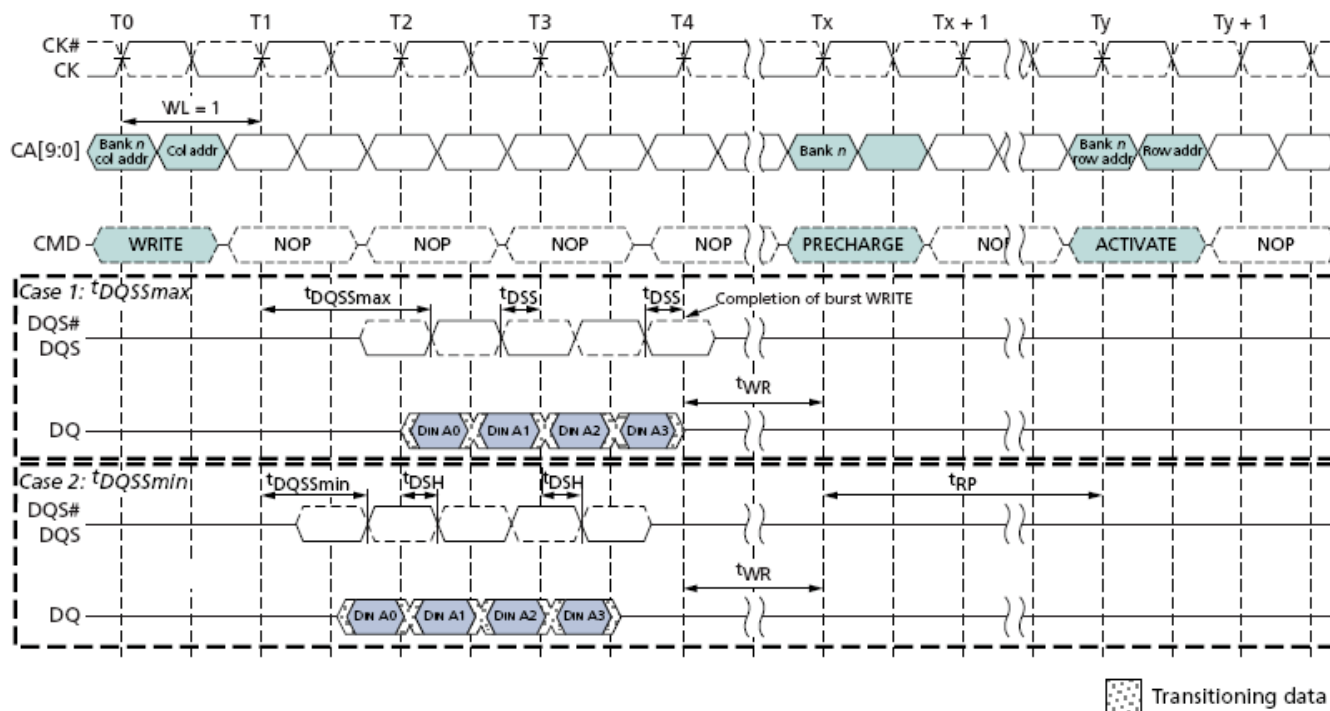 T0 T1 T2 T3 T4 Tx Tx + 1 Ty Ty + 1
CK#
CK
WL = 1
CA[9:0] Bank n col addr Col addr Bank n Bank n row addr Row addr
CMD WRITE NOP NOP NOP NOP PRECHARGE NOP ACTIVATE NOP
Case 1: tDQSSmax
tDQSSmax tDSS tDSS Completion of burst WRITE
DQS#
DQS
tWR
DQ DIN A0 DIN A1 DIN A2 DIN A3
Case 2: tDQSSmin
tDQSSmin tDSH tDSH tRP
DQS#
DQS
tWR
DQ DIN A0 DIN A1 DIN A2 DIN A3
Transitioning data